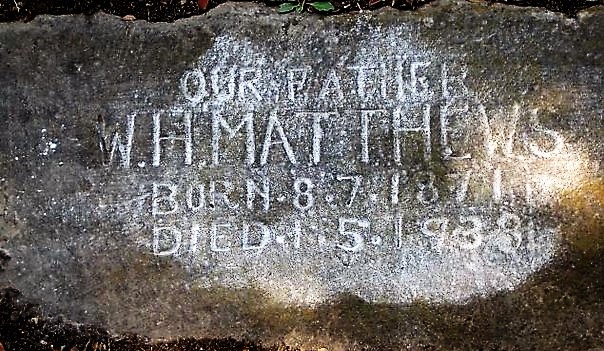 OUR FATHER
W.H.MATTHEWS
BORN.8.7.1871
DIED.1.5.1938